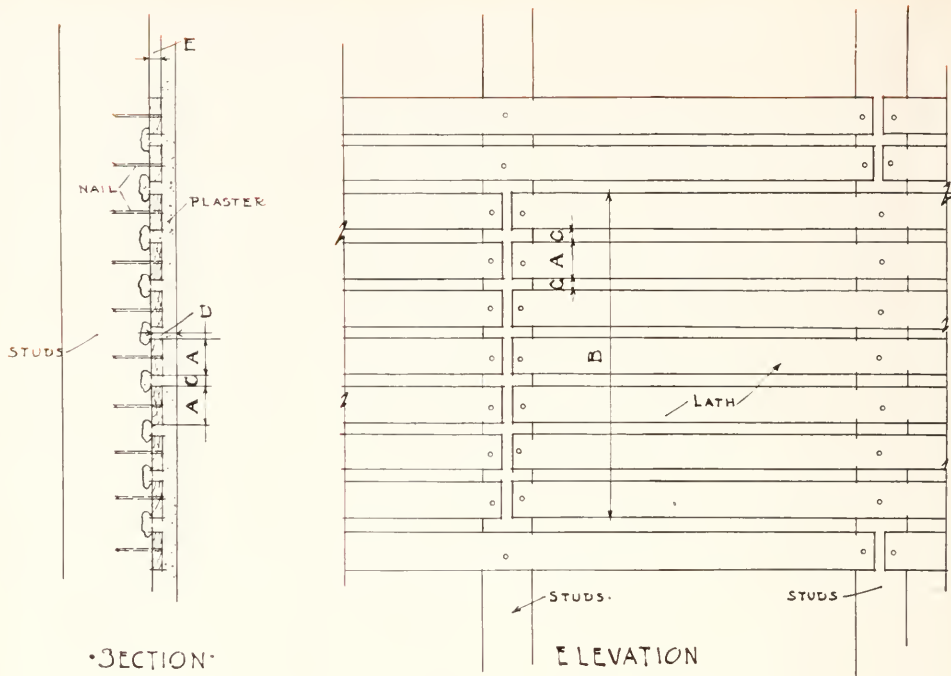 E
NAIL
PLASTER
D
STUDS
A
C
A
C
A
C
B
LATH
STUDS.
STUDS
•SECTION•
ELEVATION